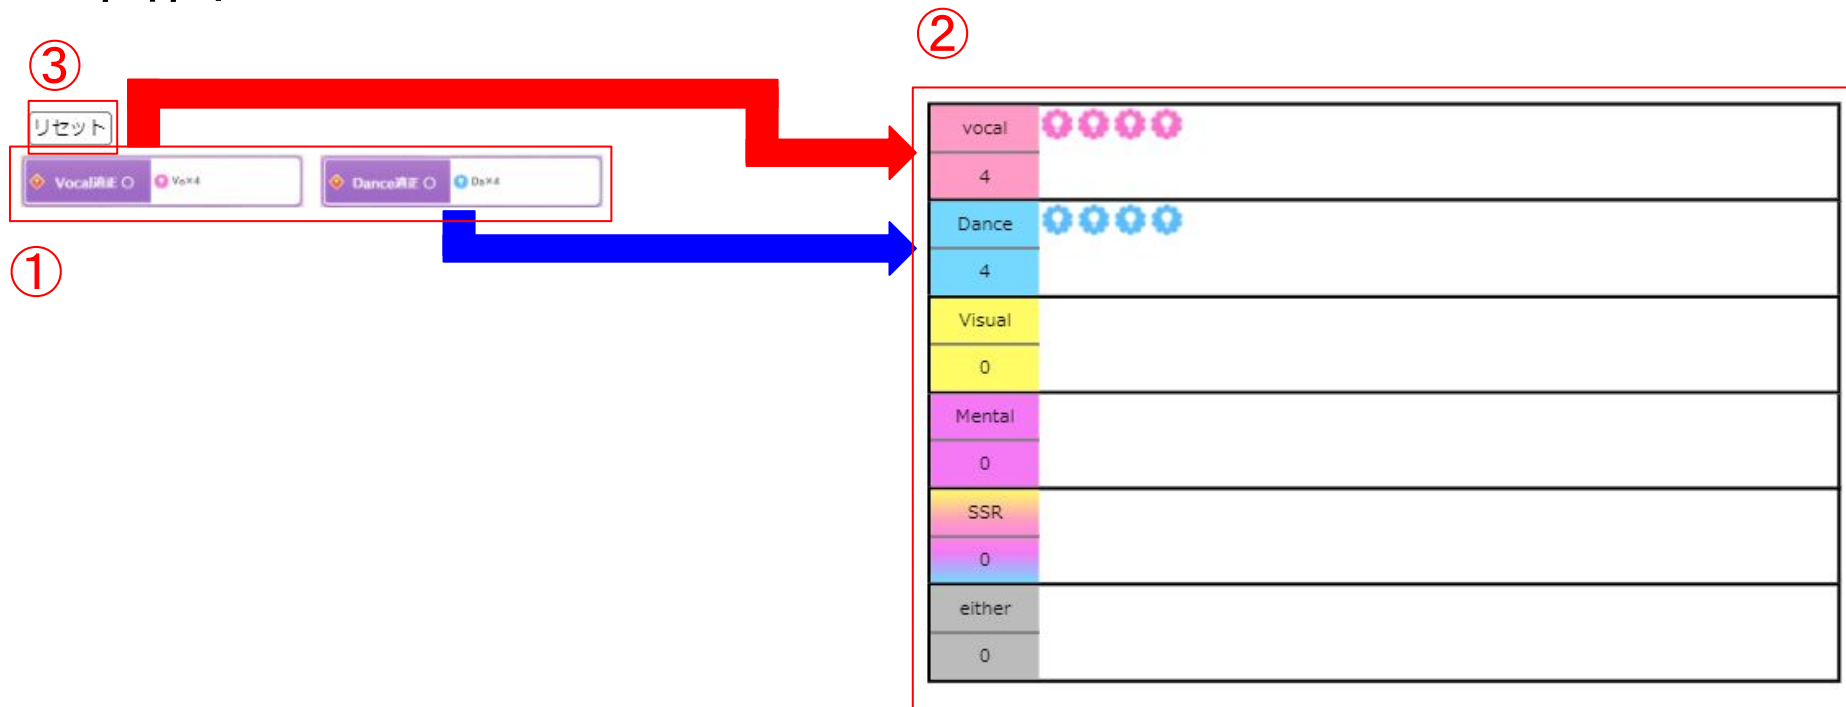 ②
③
リセット
Vocal適正○ Vo×4
Dance適正○ Da×4
①
vocal
4
Dance
4
Visual
0
Mental
0
SSR
0
either
0